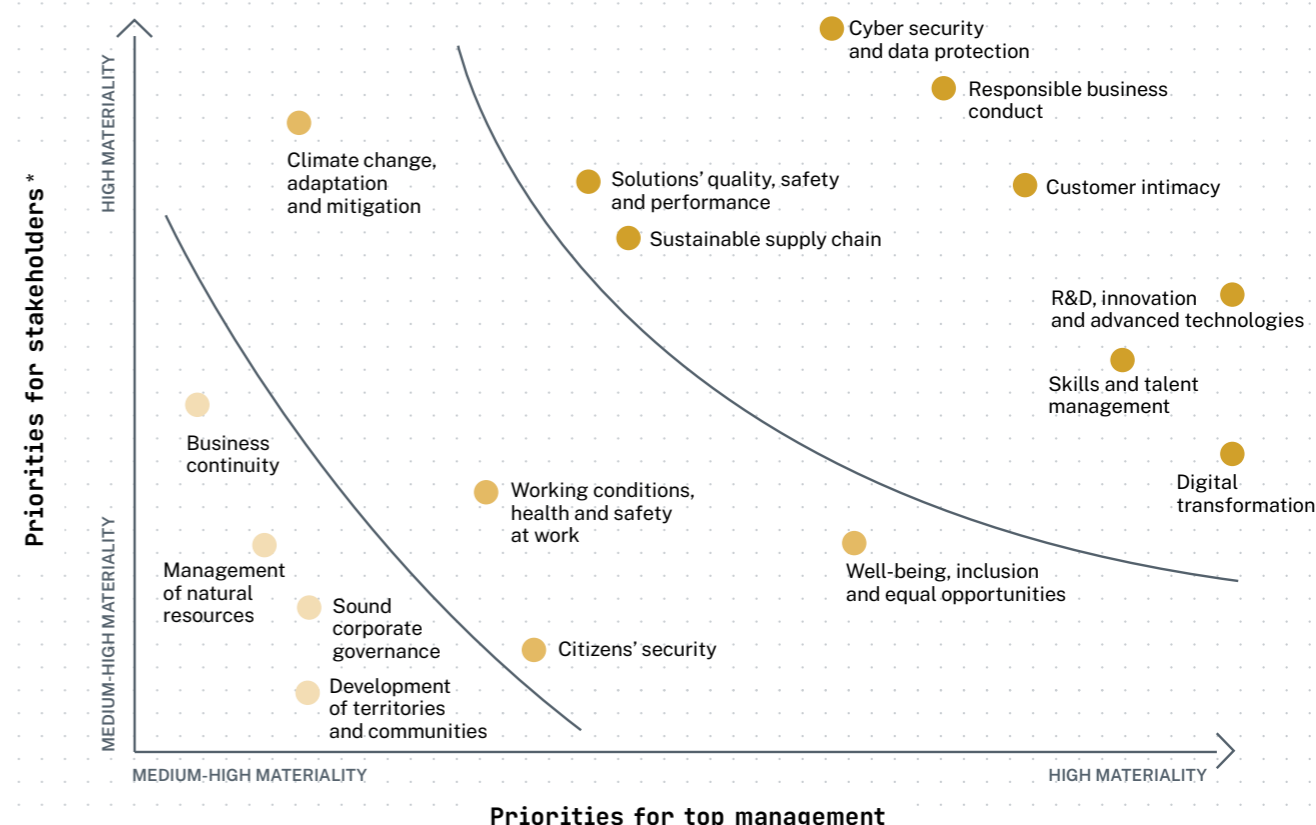 Priorities for stakeholders*
HIGH MATERIALITY
MEDIUM-HIGH MATERIALITY
Cyber security
and data protection
Responsible business
conduct
Climate change,
adaptation
and mitigation
Solutions’ quality, safety
and performance
Customer intimacy
Sustainable supply chain
R&D, innovation
and advanced technologies
Skills and talent
management
Business
continuity
Digital
transformation
Working conditions,
health and safety
at work
Management
of natural
resources
Well-being, inclusion
and equal opportunities
Sound
corporate
governance
Citizens’ security
Development
of territories
and communities
MEDIUM-HIGH MATERIALITY
HIGH MATERIALITY
Priorities for top management